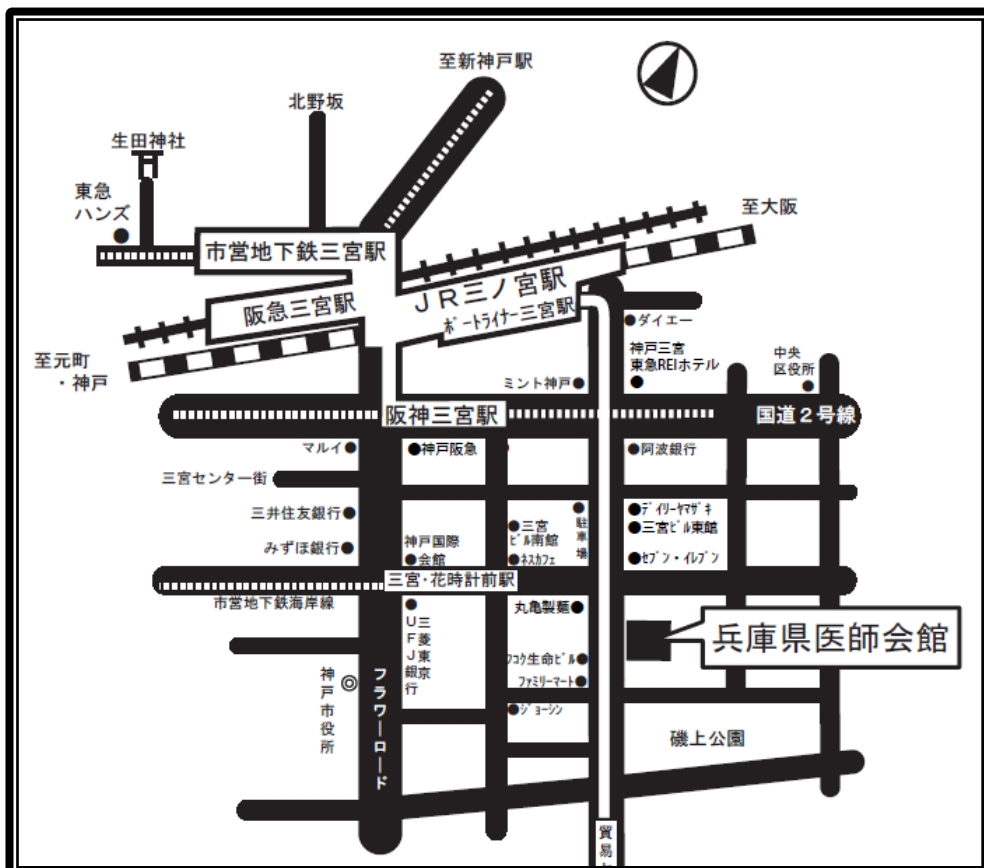 至新神戸駅
北野坂
生田神社
東急
ハンズ
至大阪
市営地下鉄三宮駅
JR三ノ宮駅
ポートライナー三宮駅
阪急三宮駅
ダイエー
至元町
・神戸
神戸三宮
東急REIホテル
中央
区役所
ミント神戸
阪神三宮駅
国道2号線
マルイ
神戸阪急
阿波銀行
三宮センター街
三井住友銀行
デイリーヤマザキ
三宮ビル東館
駐車場
三宮
ビル南館
みずほ銀行
神戸国際
会館
ネスカフェ
セブン・イレブン
三宮・花時計前駅
市営地下鉄海岸線
丸亀製麺
三菱東京
UFJ銀行
兵庫県医師会館
フコク生命ビル
ファミリーマート
神戸市役所
フラワーロード
ジョーシン
磯上公園
貿易